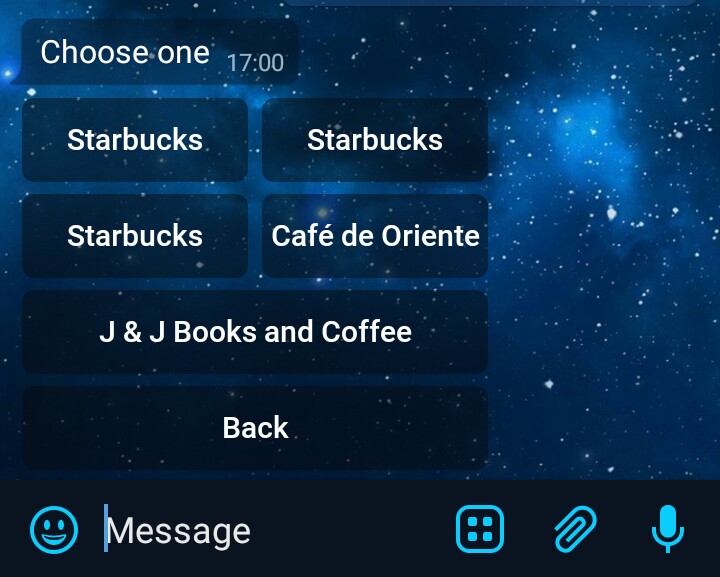 Choose one 17:00
Starbucks Starbucks
Starbucks Café de Oriente
J & J Books and Coffee
Back
Message